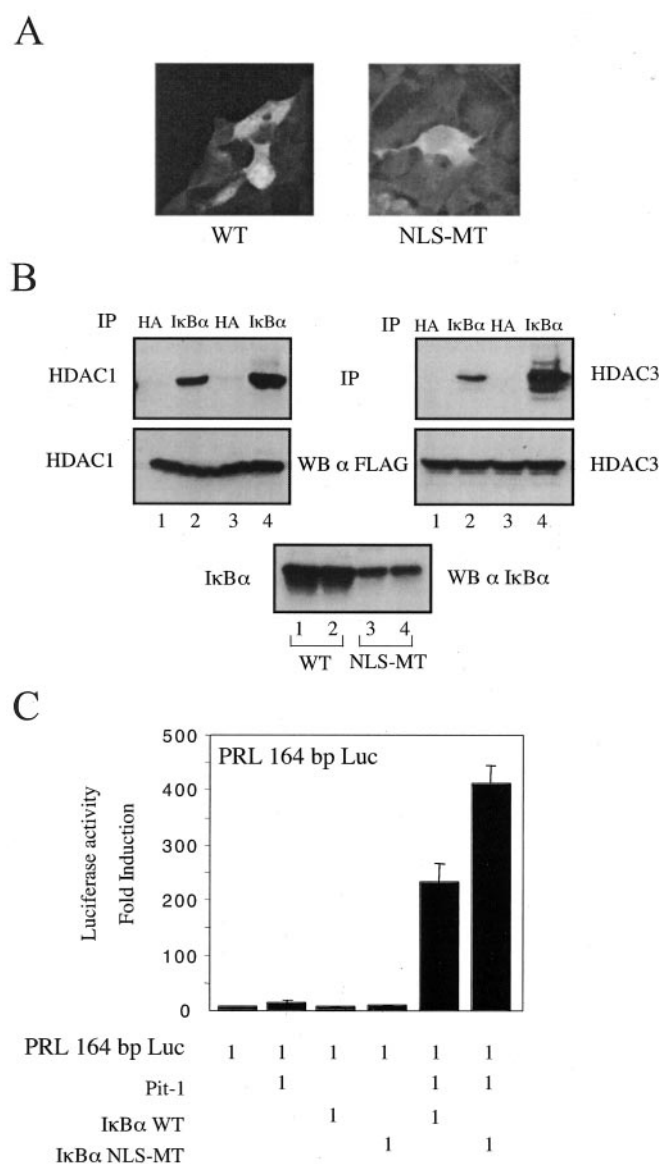 A
WT NLS-MT
B
IP HA IκBα HA IκBα IP HA IκBα HA IκBα
HDAC1 IP HDAC3
HDAC1 WB α FLAG HDAC3
1 2 3 4 1 2 3 4
IκBα WB α IκBα
1 2 3 4
WT NLS-MT
C
PRL 164 bp Luc
Luciferase activity
Fold Induction
500
400
300
200
100
0
PRL 164 bp Luc 1 1 1 1 1 1
Pit-1 1 1 1
IκBα WT 1 1
IκBα NLS-MT 1 1